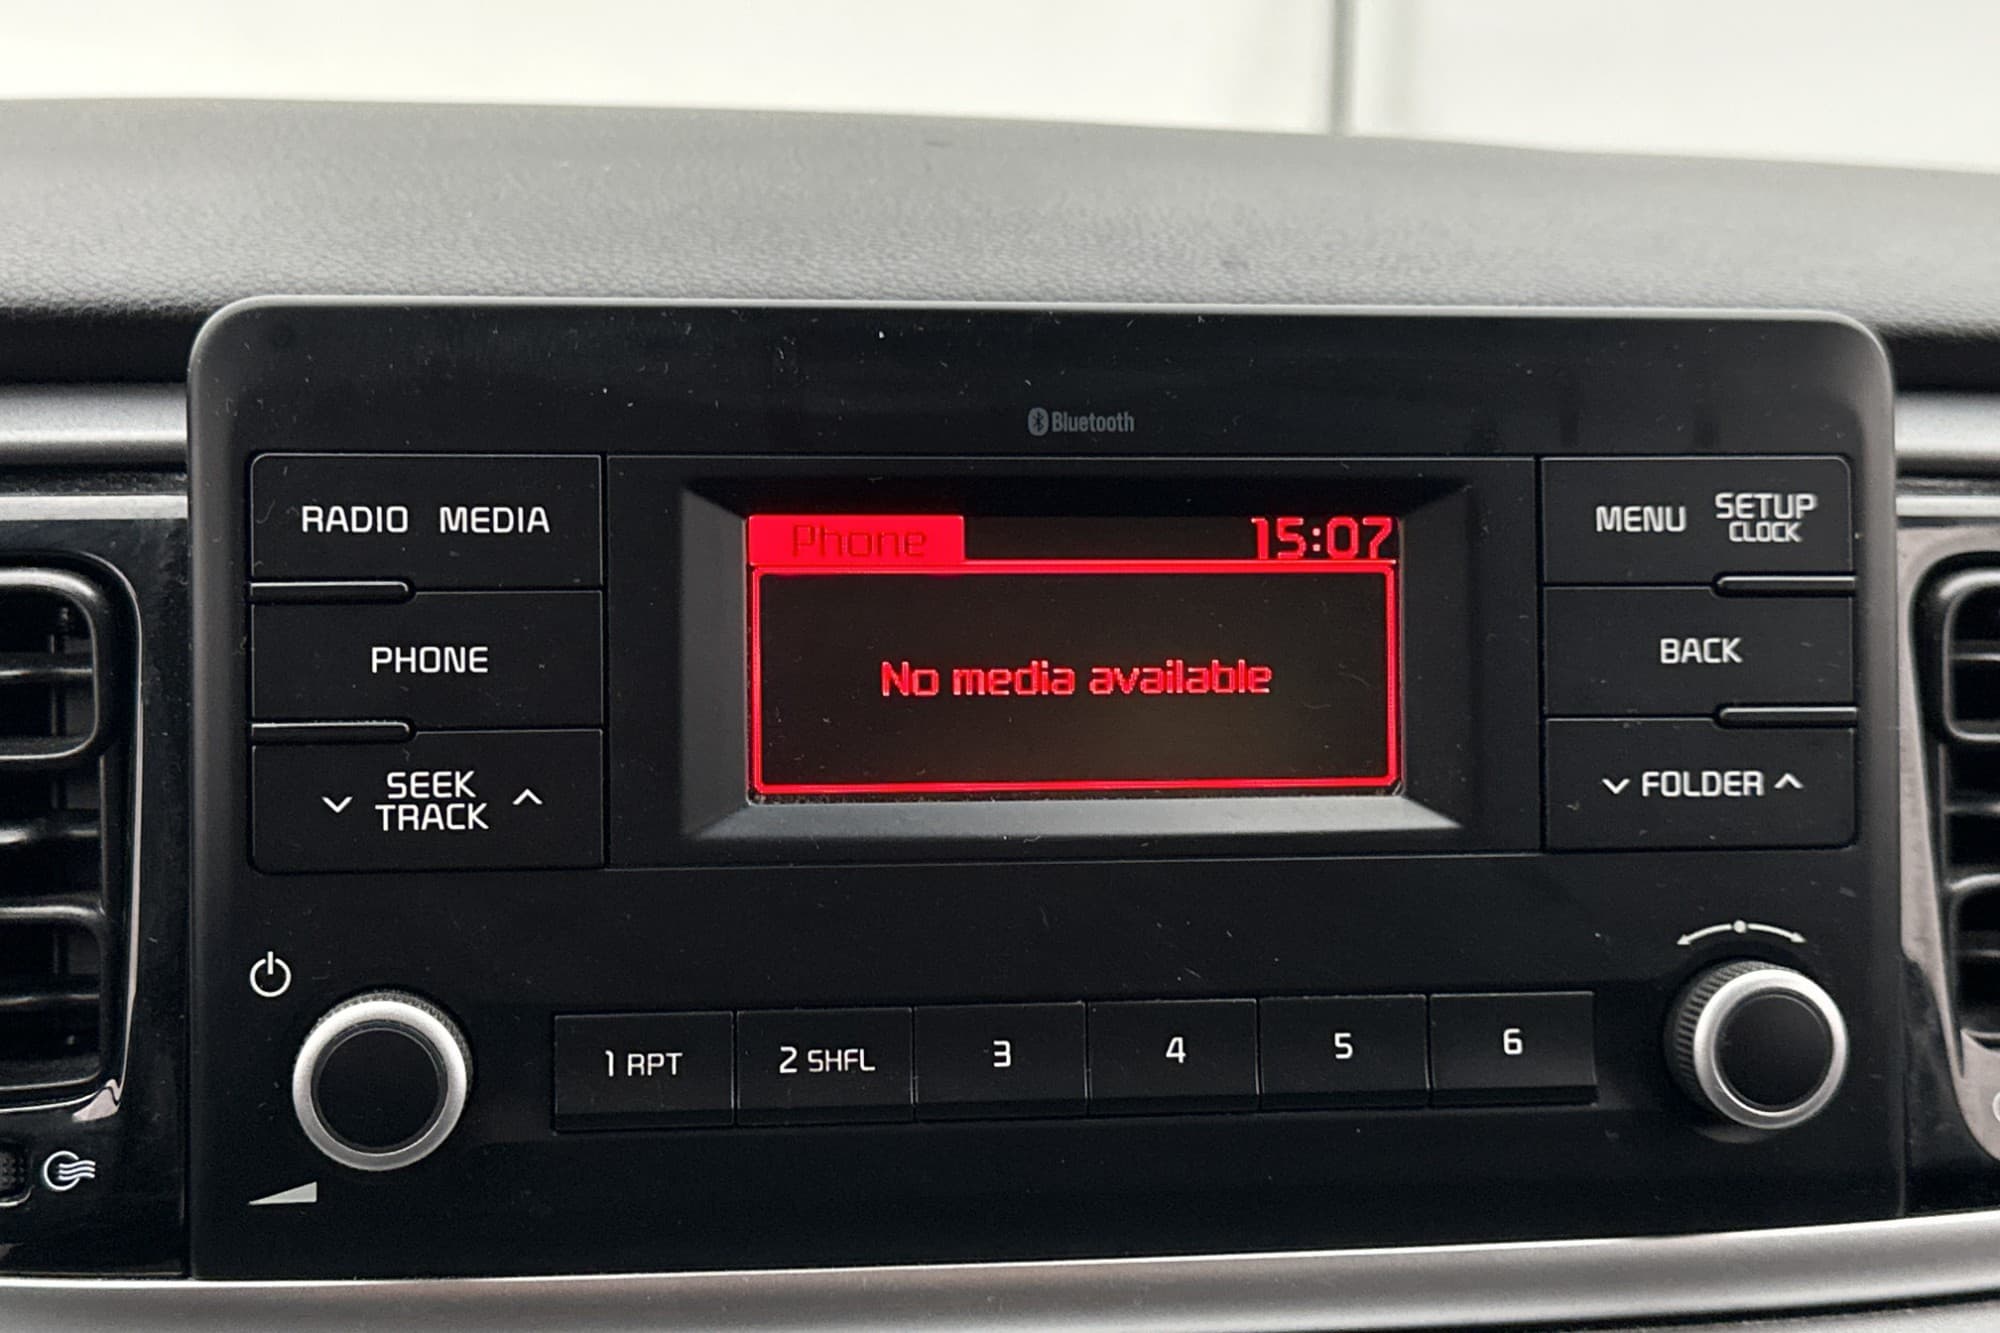 Bluetooth
RADIO MEDIA
Phone 15:07
MENU SETUP
CLOCK
PHONE
No media available
BACK
SEEK
TRACK
FOLDER
1 RPT 2 SHFL 3 4 5 6